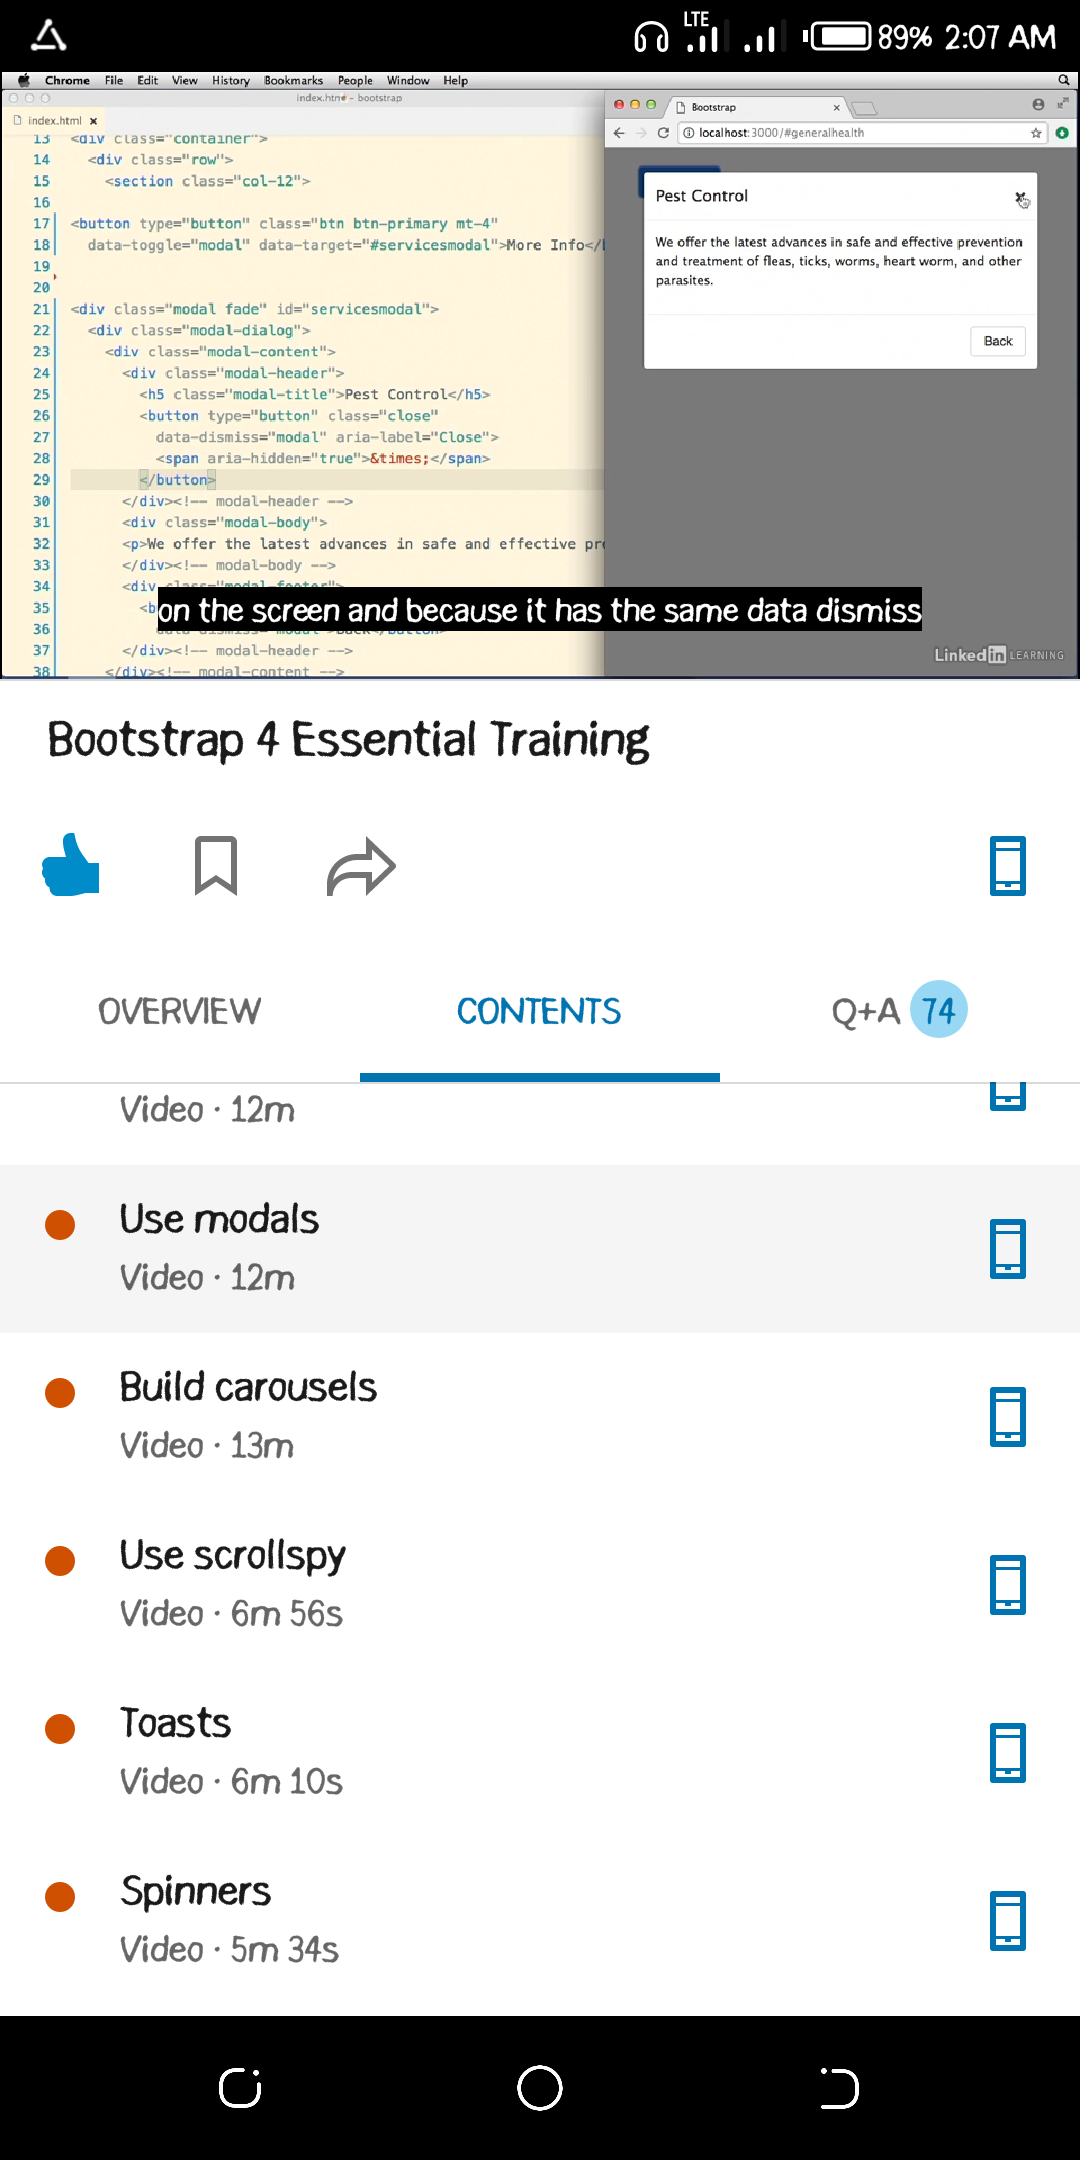 LTE 89% 2:07 AM
Chrome File Edit View History Bookmarks People Window Help
index.html - bootstrap
index.html
13 <div class="container">
14 <div class="row">
15 <section class="col-12">
16
17 <button type="button" class="btn btn-primary mt-4"
18 data-toggle="modal" data-target="#servicesmodal">More Info</
19
20
21 <div class="modal fade" id="servicesmodal">
22 <div class="modal-dialog">
23 <div class="modal-content">
24 <div class="modal-header">
25 <h5 class="modal-title">Pest Control</h5>
26 <button type="button" class="close"
27 data-dismiss="modal" aria-label="Close">
28 <span aria-hidden="true">&times;</span>
29 </button>
30 </div><!-- modal-header -->
31 <div class="modal-body">
32 <p>We offer the latest advances in safe and effective pr
33 </div><!-- modal-body -->
34 <div class="modal-footer">
35 <b
36
37 </div><!-- modal-header -->
38 </div><!-- modal-content -->
Bootstrap
localhost:3000/#generalhealth
Pest Control
We offer the latest advances in safe and effective prevention
and treatment of fleas, ticks, worms, heart worm, and other
parasites.
Back
on the screen and because it has the same data dismiss
Linked in LEARNING
Bootstrap 4 Essential Training
OVERVIEW CONTENTS Q+A 74
Video · 12m
Use modals
Video · 12m
Build carousels
Video · 13m
Use scrollspy
Video · 6m 56s
Toasts
Video · 6m 10s
Spinners
Video · 5m 34s